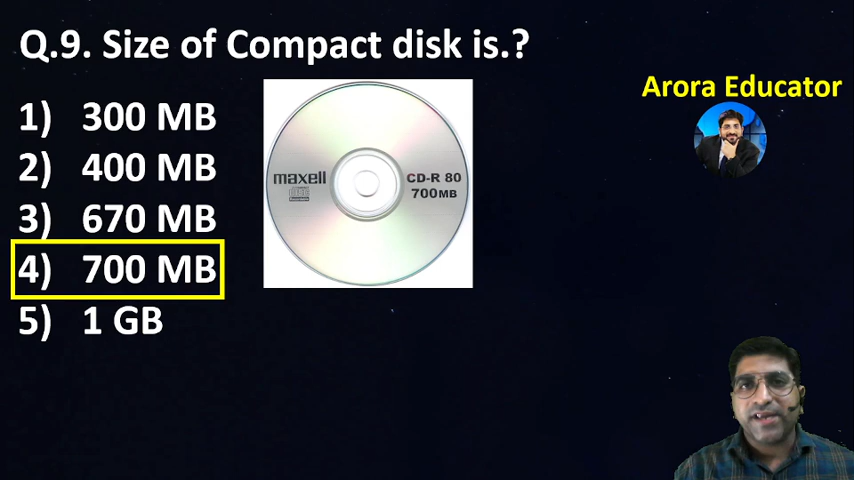 Q.9. Size of Compact disk is.?
Arora Educator
1) 300 MB
2) 400 MB
3) 670 MB
4) 700 MB
5) 1 GB
maxell
CD-R 80
700MB